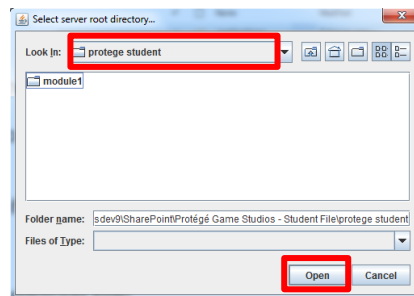 Select server root directory...
Look In: protege student
module1
Folder name: sdev9\SharePoint\Protégé Game Studios - Student File\protege student
Files of Type:
Open Cancel